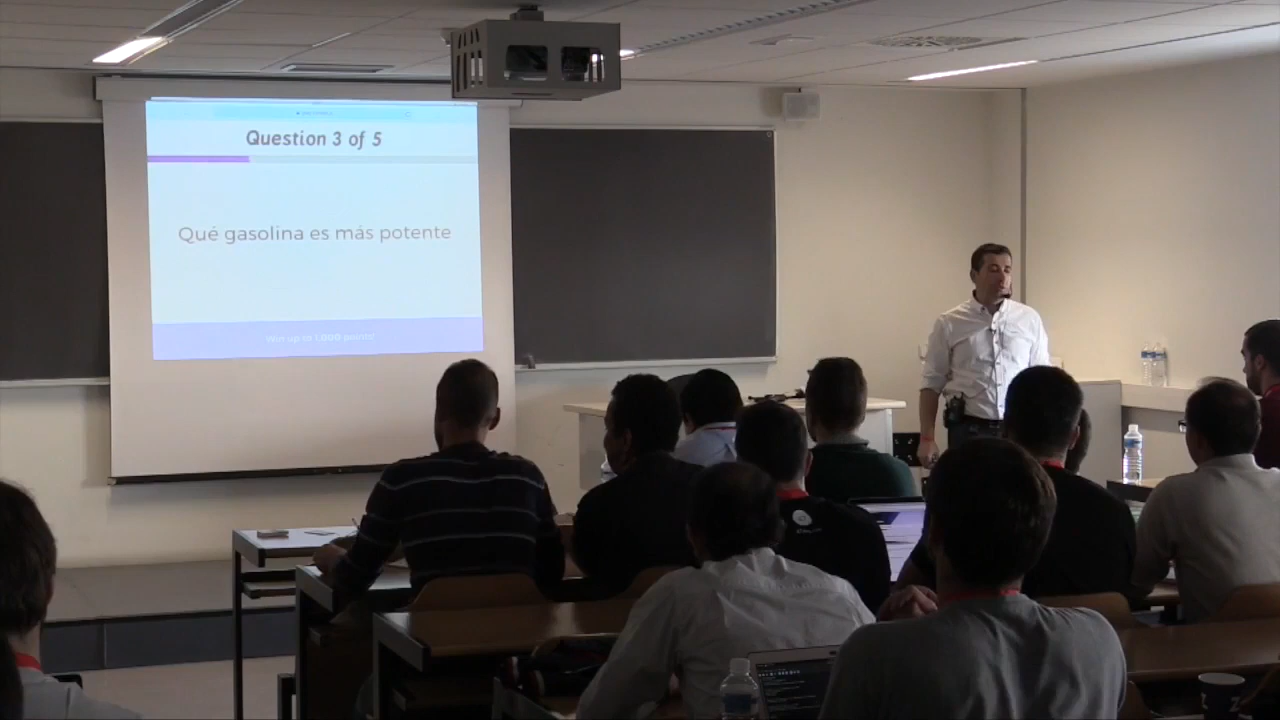 Question 3 of 5
Qué gasolina es más potente
Win up to 1,000 points!